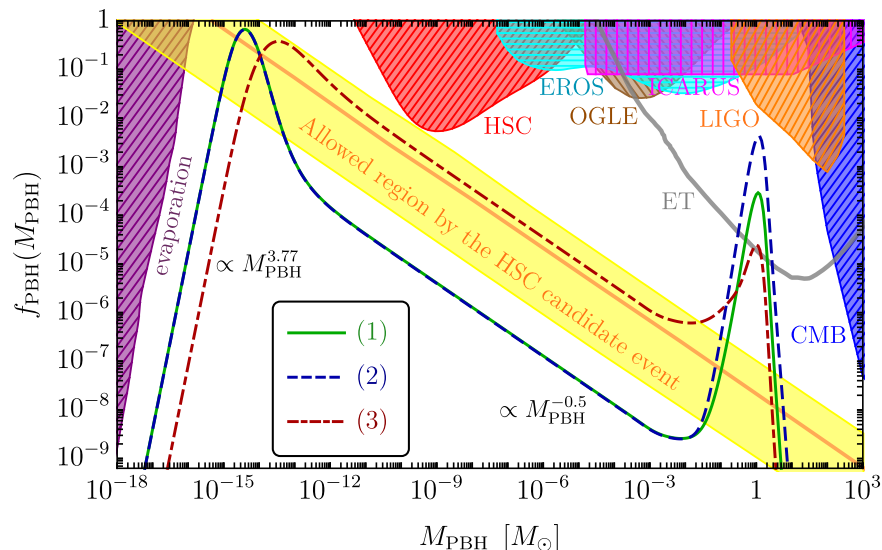 1
10⁻¹
10⁻²
10⁻³
10⁻⁴
10⁻⁵
10⁻⁶
10⁻⁷
10⁻⁸
10⁻⁹
f_PBH(M_PBH)
evaporation
HSC
EROS
OGLE
ICARUS
LIGO
ET
CMB
Allowed region by the HSC candidate event
∝ M_PBH^3.77
∝ M_PBH^−0.5
(1)
(2)
(3)
10⁻¹⁸ 10⁻¹⁵ 10⁻¹² 10⁻⁹ 10⁻⁶ 10⁻³ 1 10³
M_PBH [M_⊙]